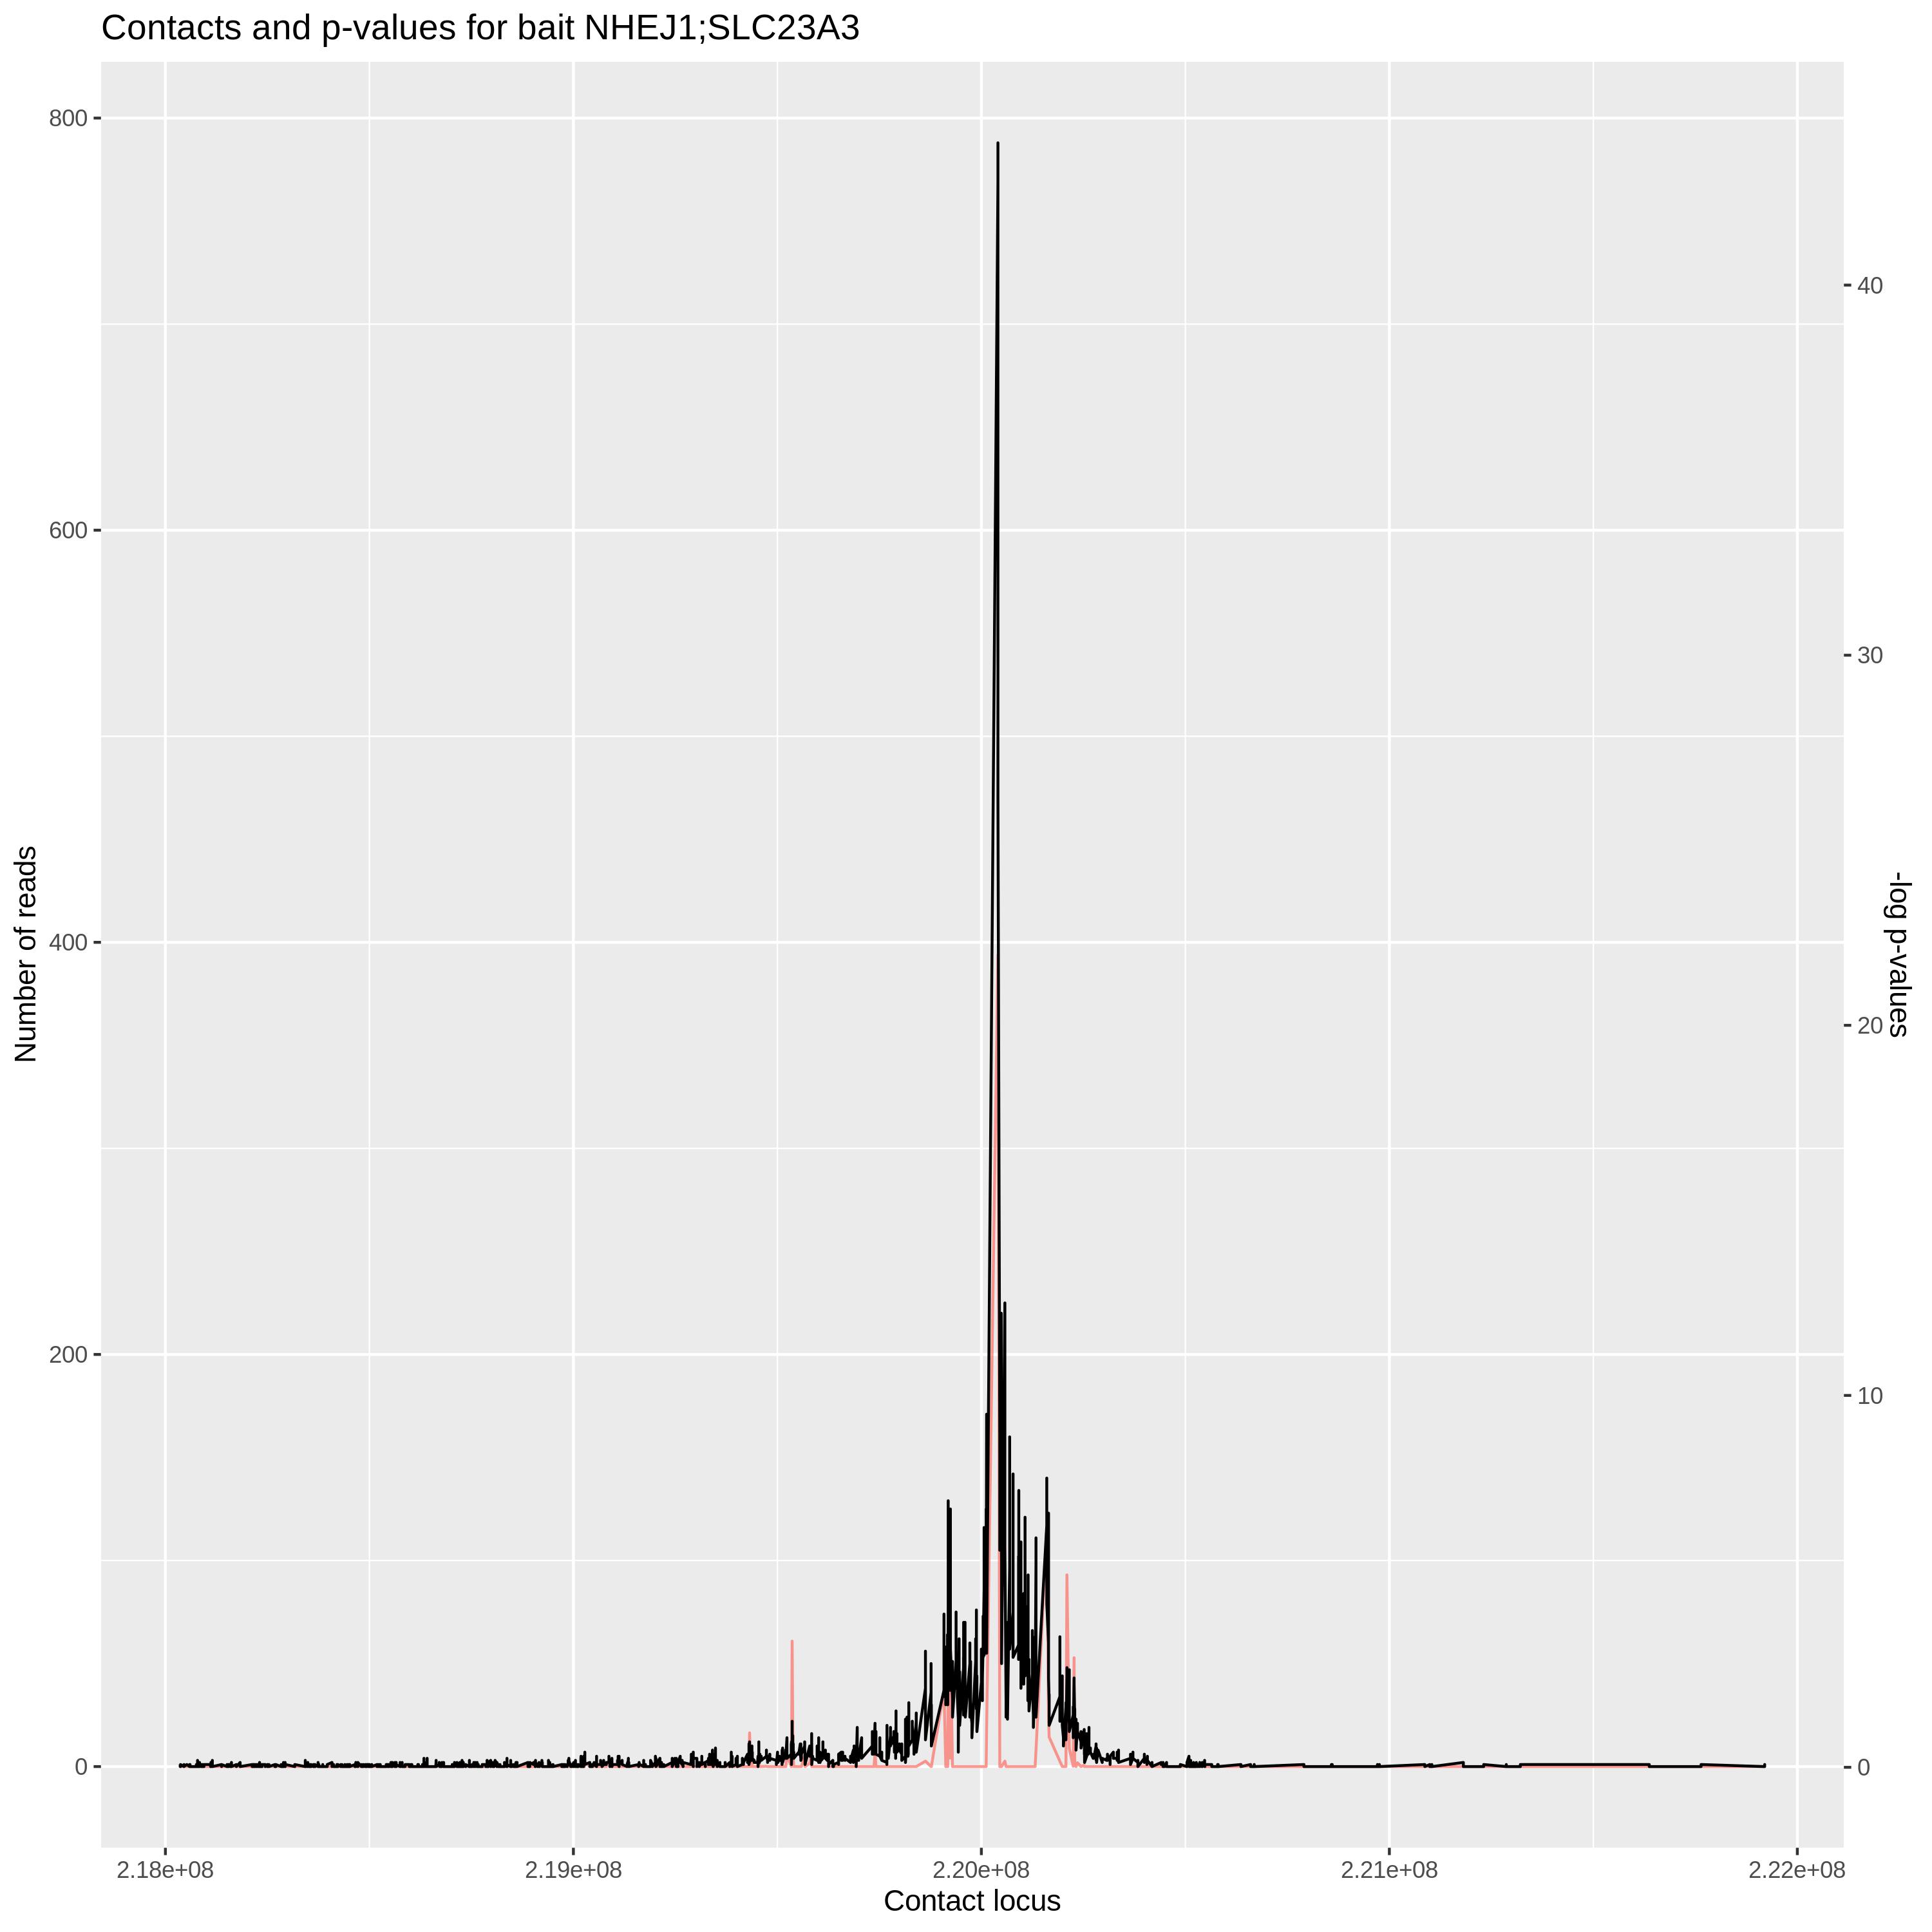 Contacts and p-values for bait NHEJ1;SLC23A3
800
600
400
200
0
Number of reads
40
30
20
10
0
-log p-values
2.18e+08
2.19e+08
2.20e+08
2.21e+08
2.22e+08
Contact locus